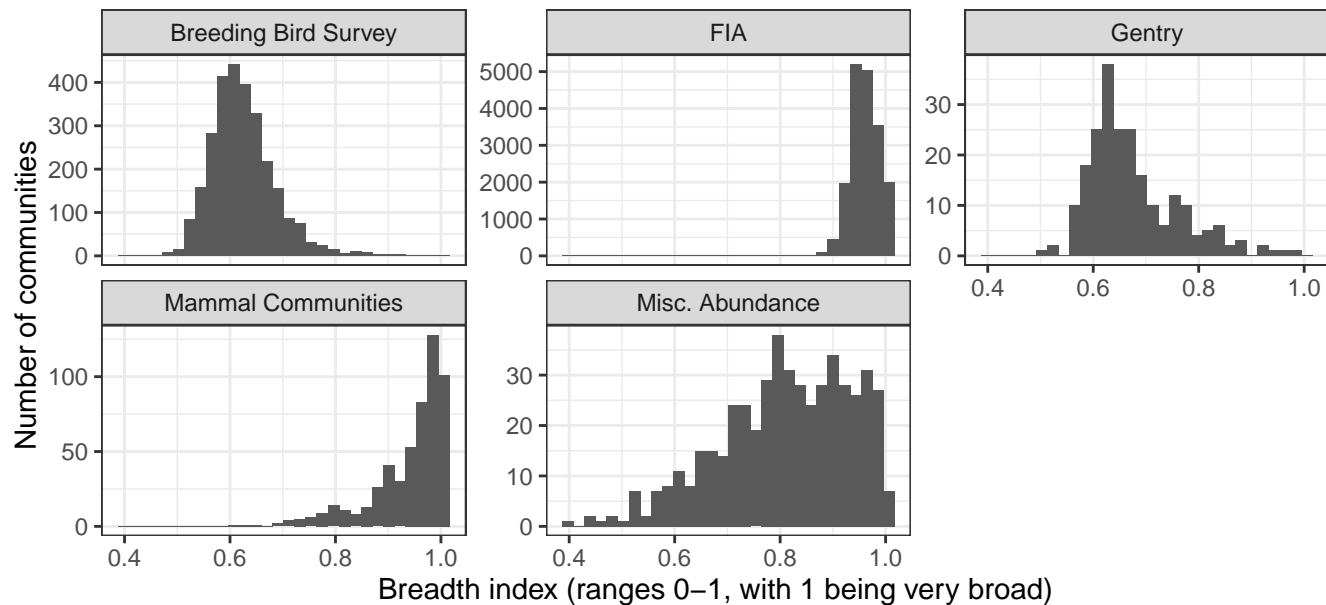 Breeding Bird Survey
FIA
Gentry
400
300
200
100
0
5000
4000
3000
2000
1000
0
30
20
10
0
0.4 0.6 0.8 1.0
Mammal Communities
Misc. Abundance
100
50
0
30
20
10
0
0.4 0.6 0.8 1.0
0.4 0.6 0.8 1.0
Number of communities
Breadth index (ranges 0−1, with 1 being very broad)